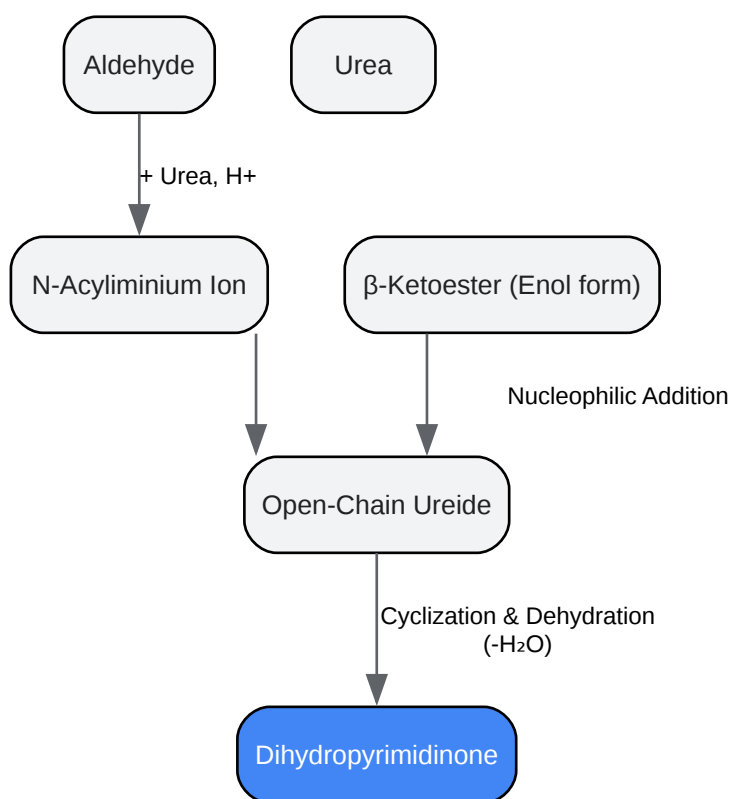 Aldehyde
Urea
+ Urea, H+
N-Acyliminium Ion
β-Ketoester (Enol form)
Nucleophilic Addition
Open-Chain Ureide
Cyclization & Dehydration
(-H₂O)
Dihydropyrimidinone